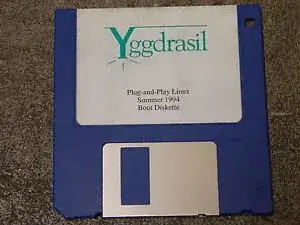 Yggdrasil
Plug-and-Play Linux
Summer 1994
Boot Diskette